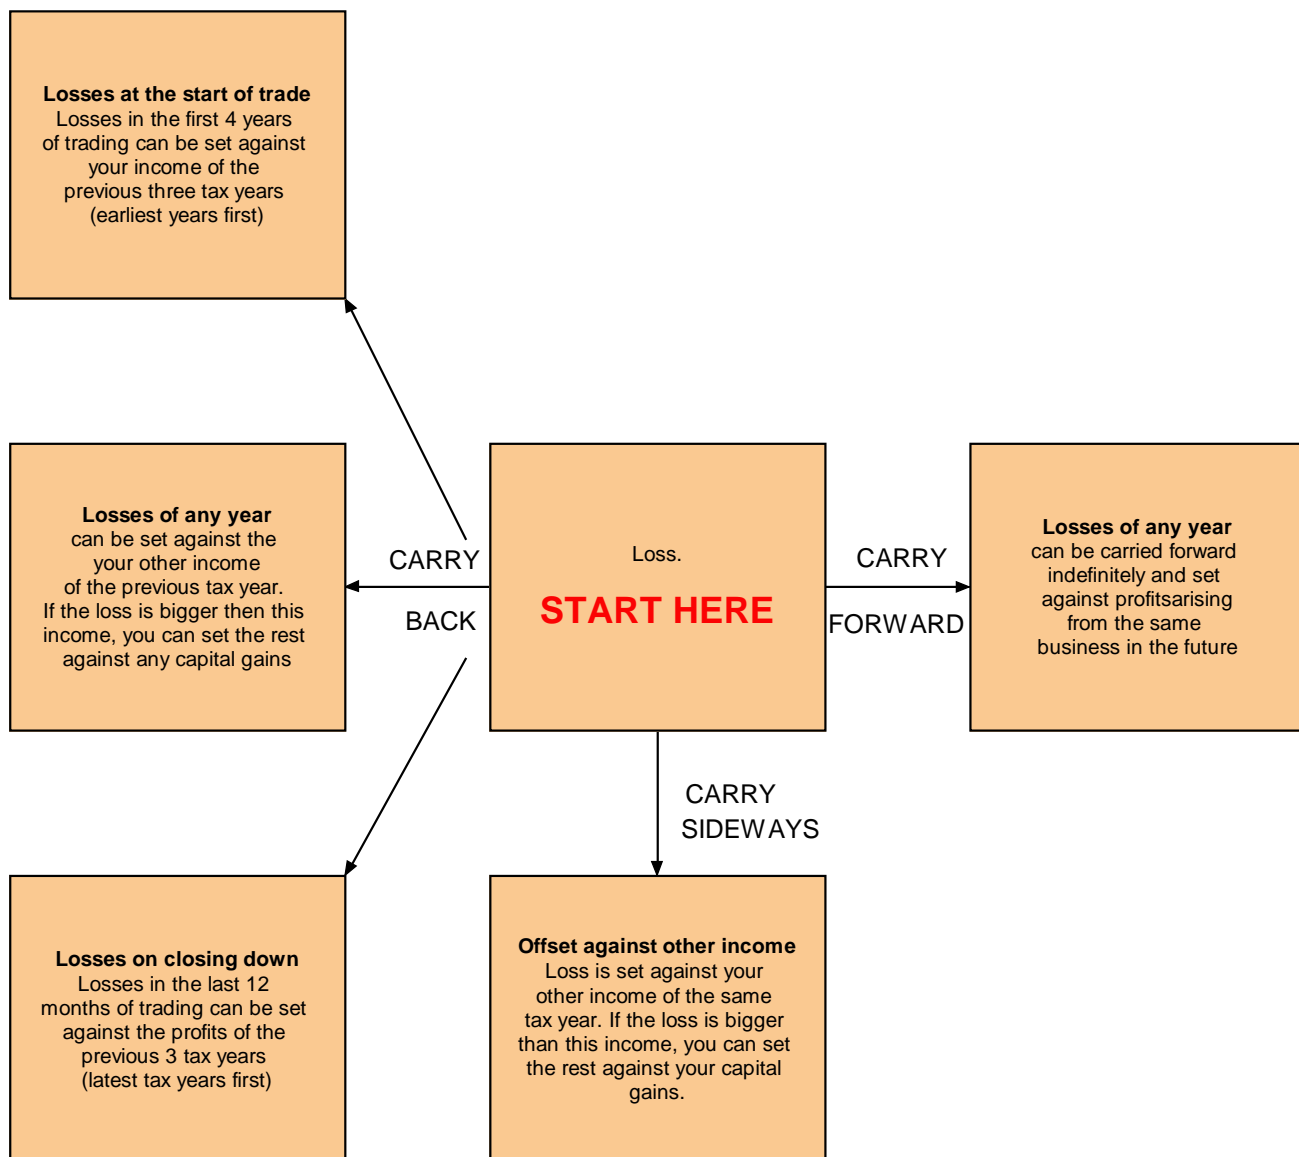 Losses at the start of trade
Losses in the first 4 years
of trading can be set against
your income of the
previous three tax years
(earliest years first)
Losses of any year
can be set against the
your other income
of the previous tax year.
If the loss is bigger then this
income, you can set the rest
against any capital gains
CARRY
BACK
Loss.
START HERE
CARRY
FORWARD
Losses of any year
can be carried forward
indefinitely and set
against profitsarising
from the same
business in the future
CARRY
SIDEWAYS
Losses on closing down
Losses in the last 12
months of trading can be set
against the profits of the
previous 3 tax years
(latest tax years first)
Offset against other income
Loss is set against your
other income of the same
tax year. If the loss is bigger
than this income, you can set
the rest against your capital
gains.